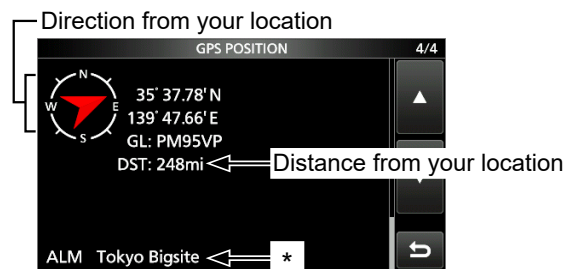 Direction from your location
GPS POSITION 4/4
N
W E
S
35° 37.78' N
139° 47.66' E
GL: PM95VP
DST: 248mi
Distance from your location
ALM Tokyo Bigsite
*